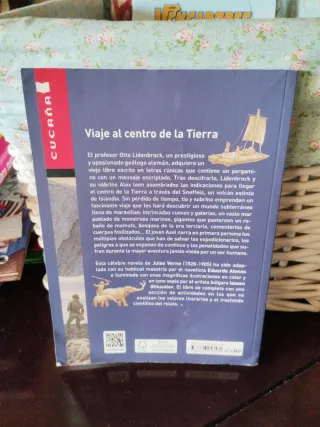 CUCAÑA
Viaje al centro de la Tierra
El profesor Otto Lidenbrock, un prestigioso
y apasionado geólogo alemán, adquiere un
viejo libro escrito en letras rúnicas que contiene un pergami-
no con un mensaje encriptado. Tras descifrarlo, Lidenbrock y
su sobrino Axel leen asombrados las indicaciones para llegar
al centro de la Tierra a través del Sneffels, un volcán extinto
de Islandia. Sin pérdida de tiempo, tío y sobrino emprenden un
fascinante viaje que les hará descubrir un mundo subterráneo
lleno de maravillas: intrincadas cuevas y galerías, un vasto mar
poblado de monstruos marinos, gigantes que pastorean un re-
baño de mamuts, bosques de la era terciaria, cementerios de
cuerpos fosilizados... El joven Axel narra en primera persona los
múltiples obstáculos que han de salvar los expedicionarios, los
peligros a que se exponen de continuo y las penalidades que su-
fren durante la mayor aventura jamás vivida por un ser humano.
Esta célebre novela de Jules Verne (1828-1905) ha sido adap-
tada con su habitual maestría por el novelista Eduardo Alonso
e iluminada con unas magníficas ilustraciones en color y
en tono sepia por el artista búlgaro Iassen
Ghiuselev. El libro se completa con una
sección de actividades en las que se
analizan los valores literarios y el trasfondo
científico del relato.